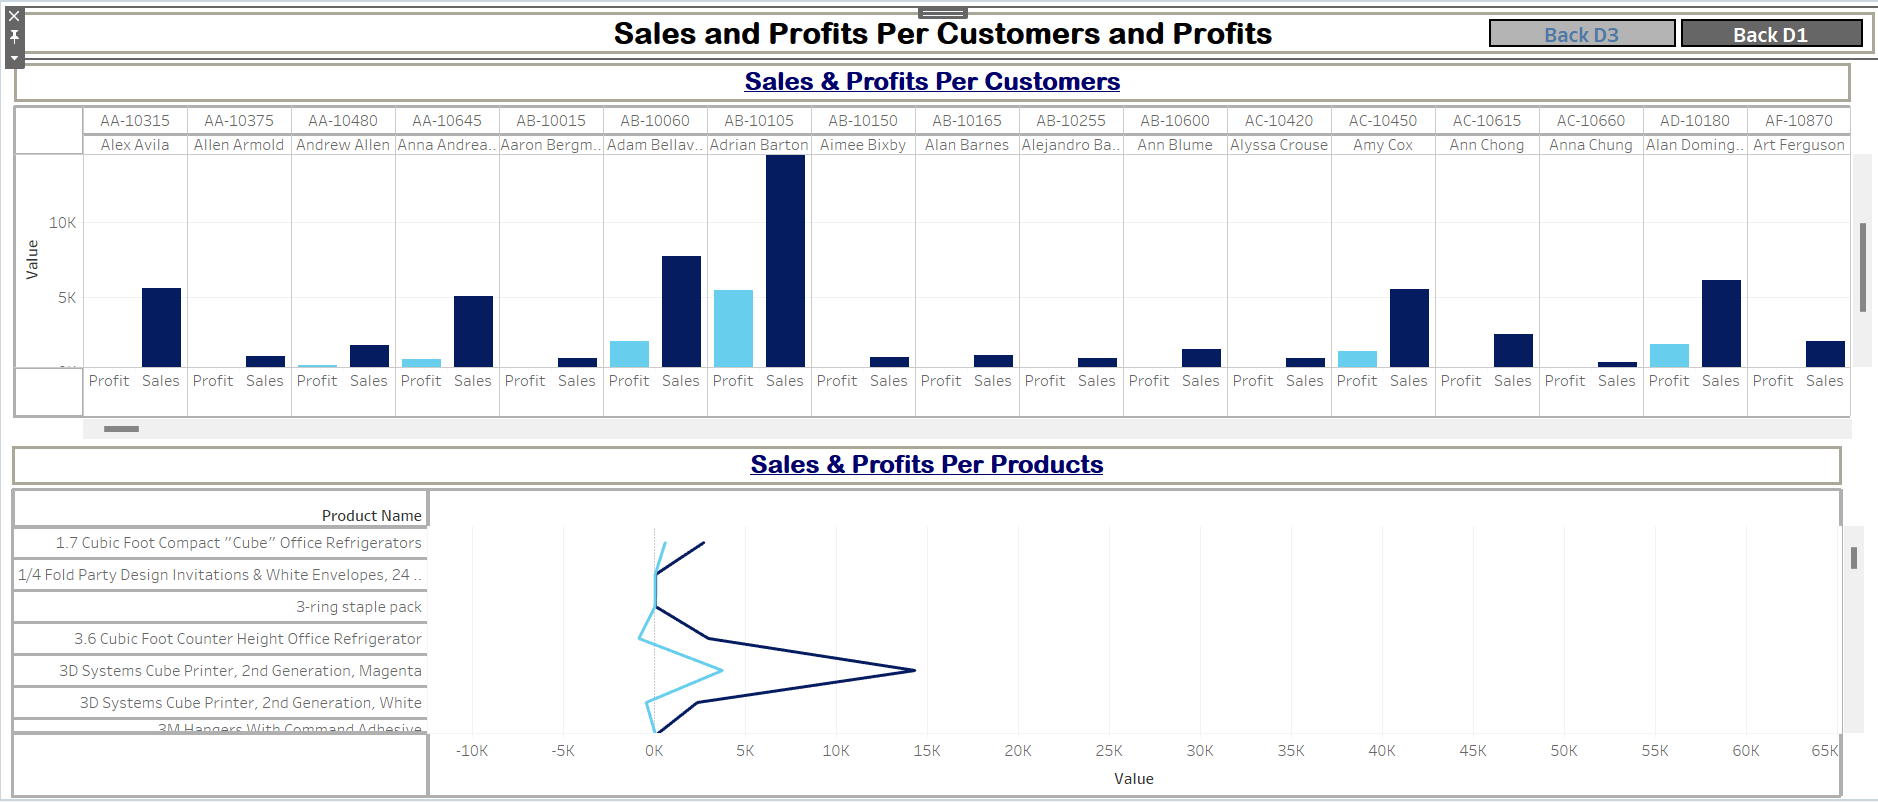 Sales and Profits Per Customers and Profits
Back D3
Back D1
Sales & Profits Per Customers
AA-10315 AA-10375 AA-10480 AA-10645 AB-10015 AB-10060 AB-10105 AB-10150 AB-10165 AB-10255 AB-10600 AC-10420 AC-10450 AC-10615 AC-10660 AD-10180 AF-10870
Alex Avila Allen Armold Andrew Allen Anna Andrea.. Aaron Bergm.. Adam Bellav.. Adrian Barton Aimee Bixby Alan Barnes Alejandro Ba.. Ann Blume Alyssa Crouse Amy Cox Ann Chong Anna Chung Alan Doming.. Art Ferguson
10K
5K
Value
Profit Sales Profit Sales Profit Sales Profit Sales Profit Sales Profit Sales Profit Sales Profit Sales Profit Sales Profit Sales Profit Sales Profit Sales Profit Sales Profit Sales Profit Sales Profit Sales Profit Sales
Sales & Profits Per Products
Product Name
1.7 Cubic Foot Compact "Cube" Office Refrigerators
1/4 Fold Party Design Invitations & White Envelopes, 24 ..
3-ring staple pack
3.6 Cubic Foot Counter Height Office Refrigerator
3D Systems Cube Printer, 2nd Generation, Magenta
3D Systems Cube Printer, 2nd Generation, White
3M Hangers With Command Adhesive
-10K -5K 0K 5K 10K 15K 20K 25K 30K 35K 40K 45K 50K 55K 60K 65K
Value